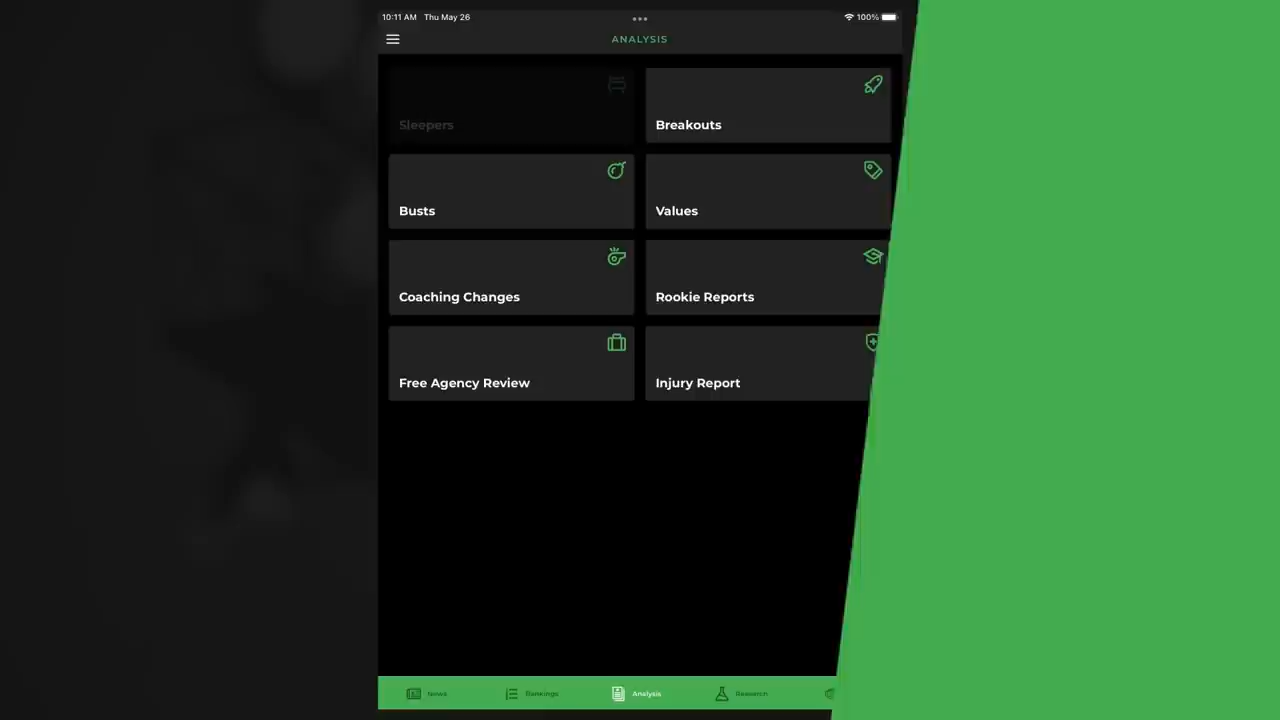 10:11 AM Thu May 26
100%
ANALYSIS
Sleepers
Breakouts
Busts
Values
Coaching Changes
Rookie Reports
Free Agency Review
Injury Report
News
Rankings
Analysis
Research